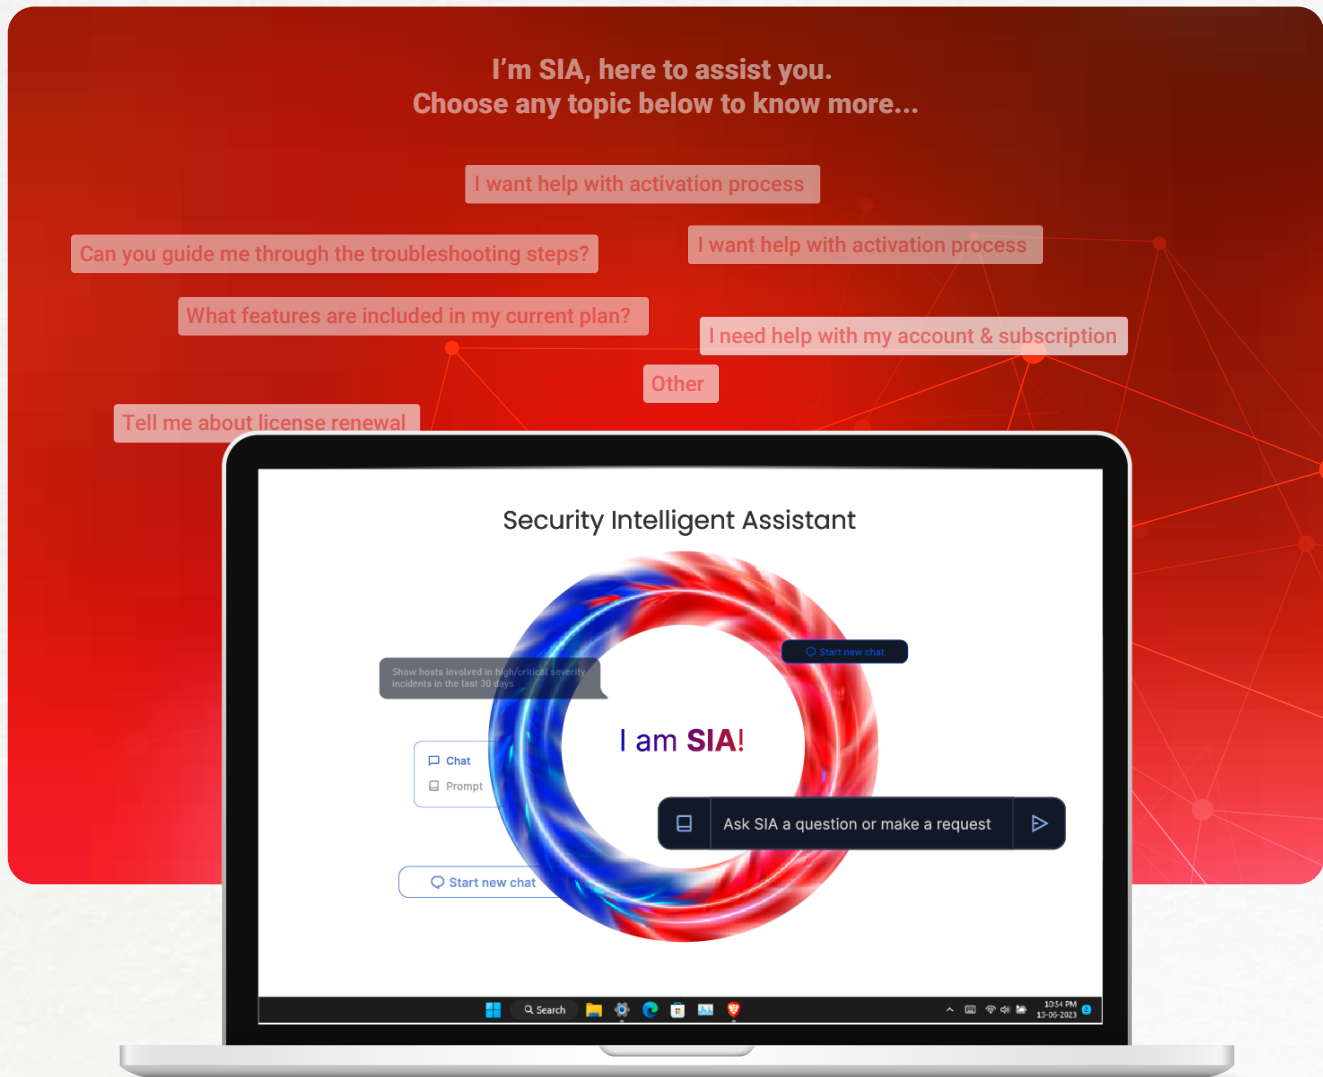 I'm SIA, here to assist you.
Choose any topic below to know more...
I want help with activation process
Can you guide me through the troubleshooting steps?
I want help with activation process
What features are included in my current plan?
I need help with my account & subscription
Other
Tell me about license renewal
Security Intelligent Assistant
Start new chat
Show hosts involved in high/critical severity
incidents in the last 30 days
I am SIA!
Chat
Prompt
Ask SIA a question or make a request
Start new chat
Search
10:54 PM
13-06-2023
2